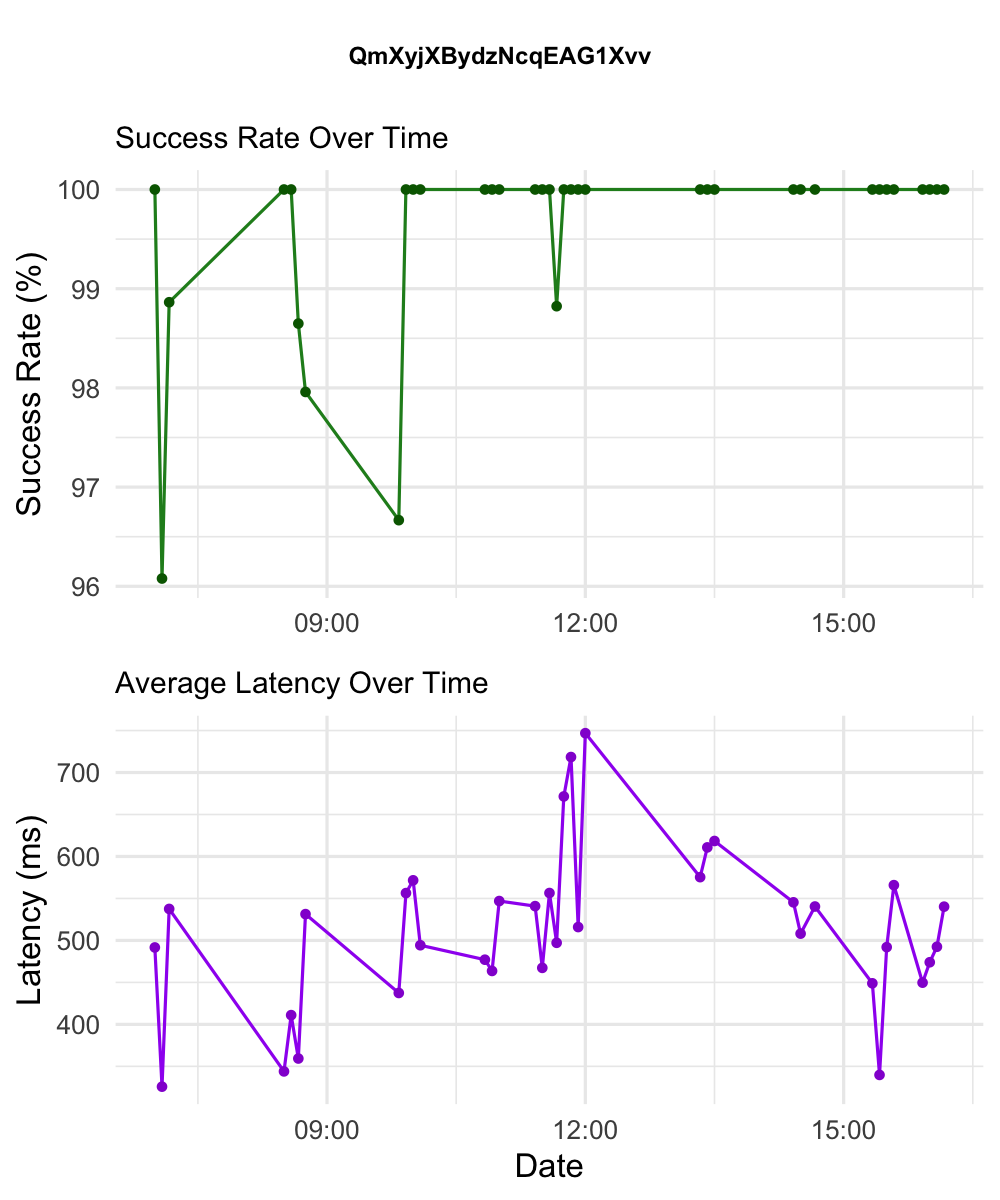 QmXyjXBydzNcqEAG1Xvv
Success Rate Over Time
Success Rate (%)
100
99
98
97
96
09:00 12:00 15:00
Average Latency Over Time
Latency (ms)
700
600
500
400
09:00 12:00 15:00
Date